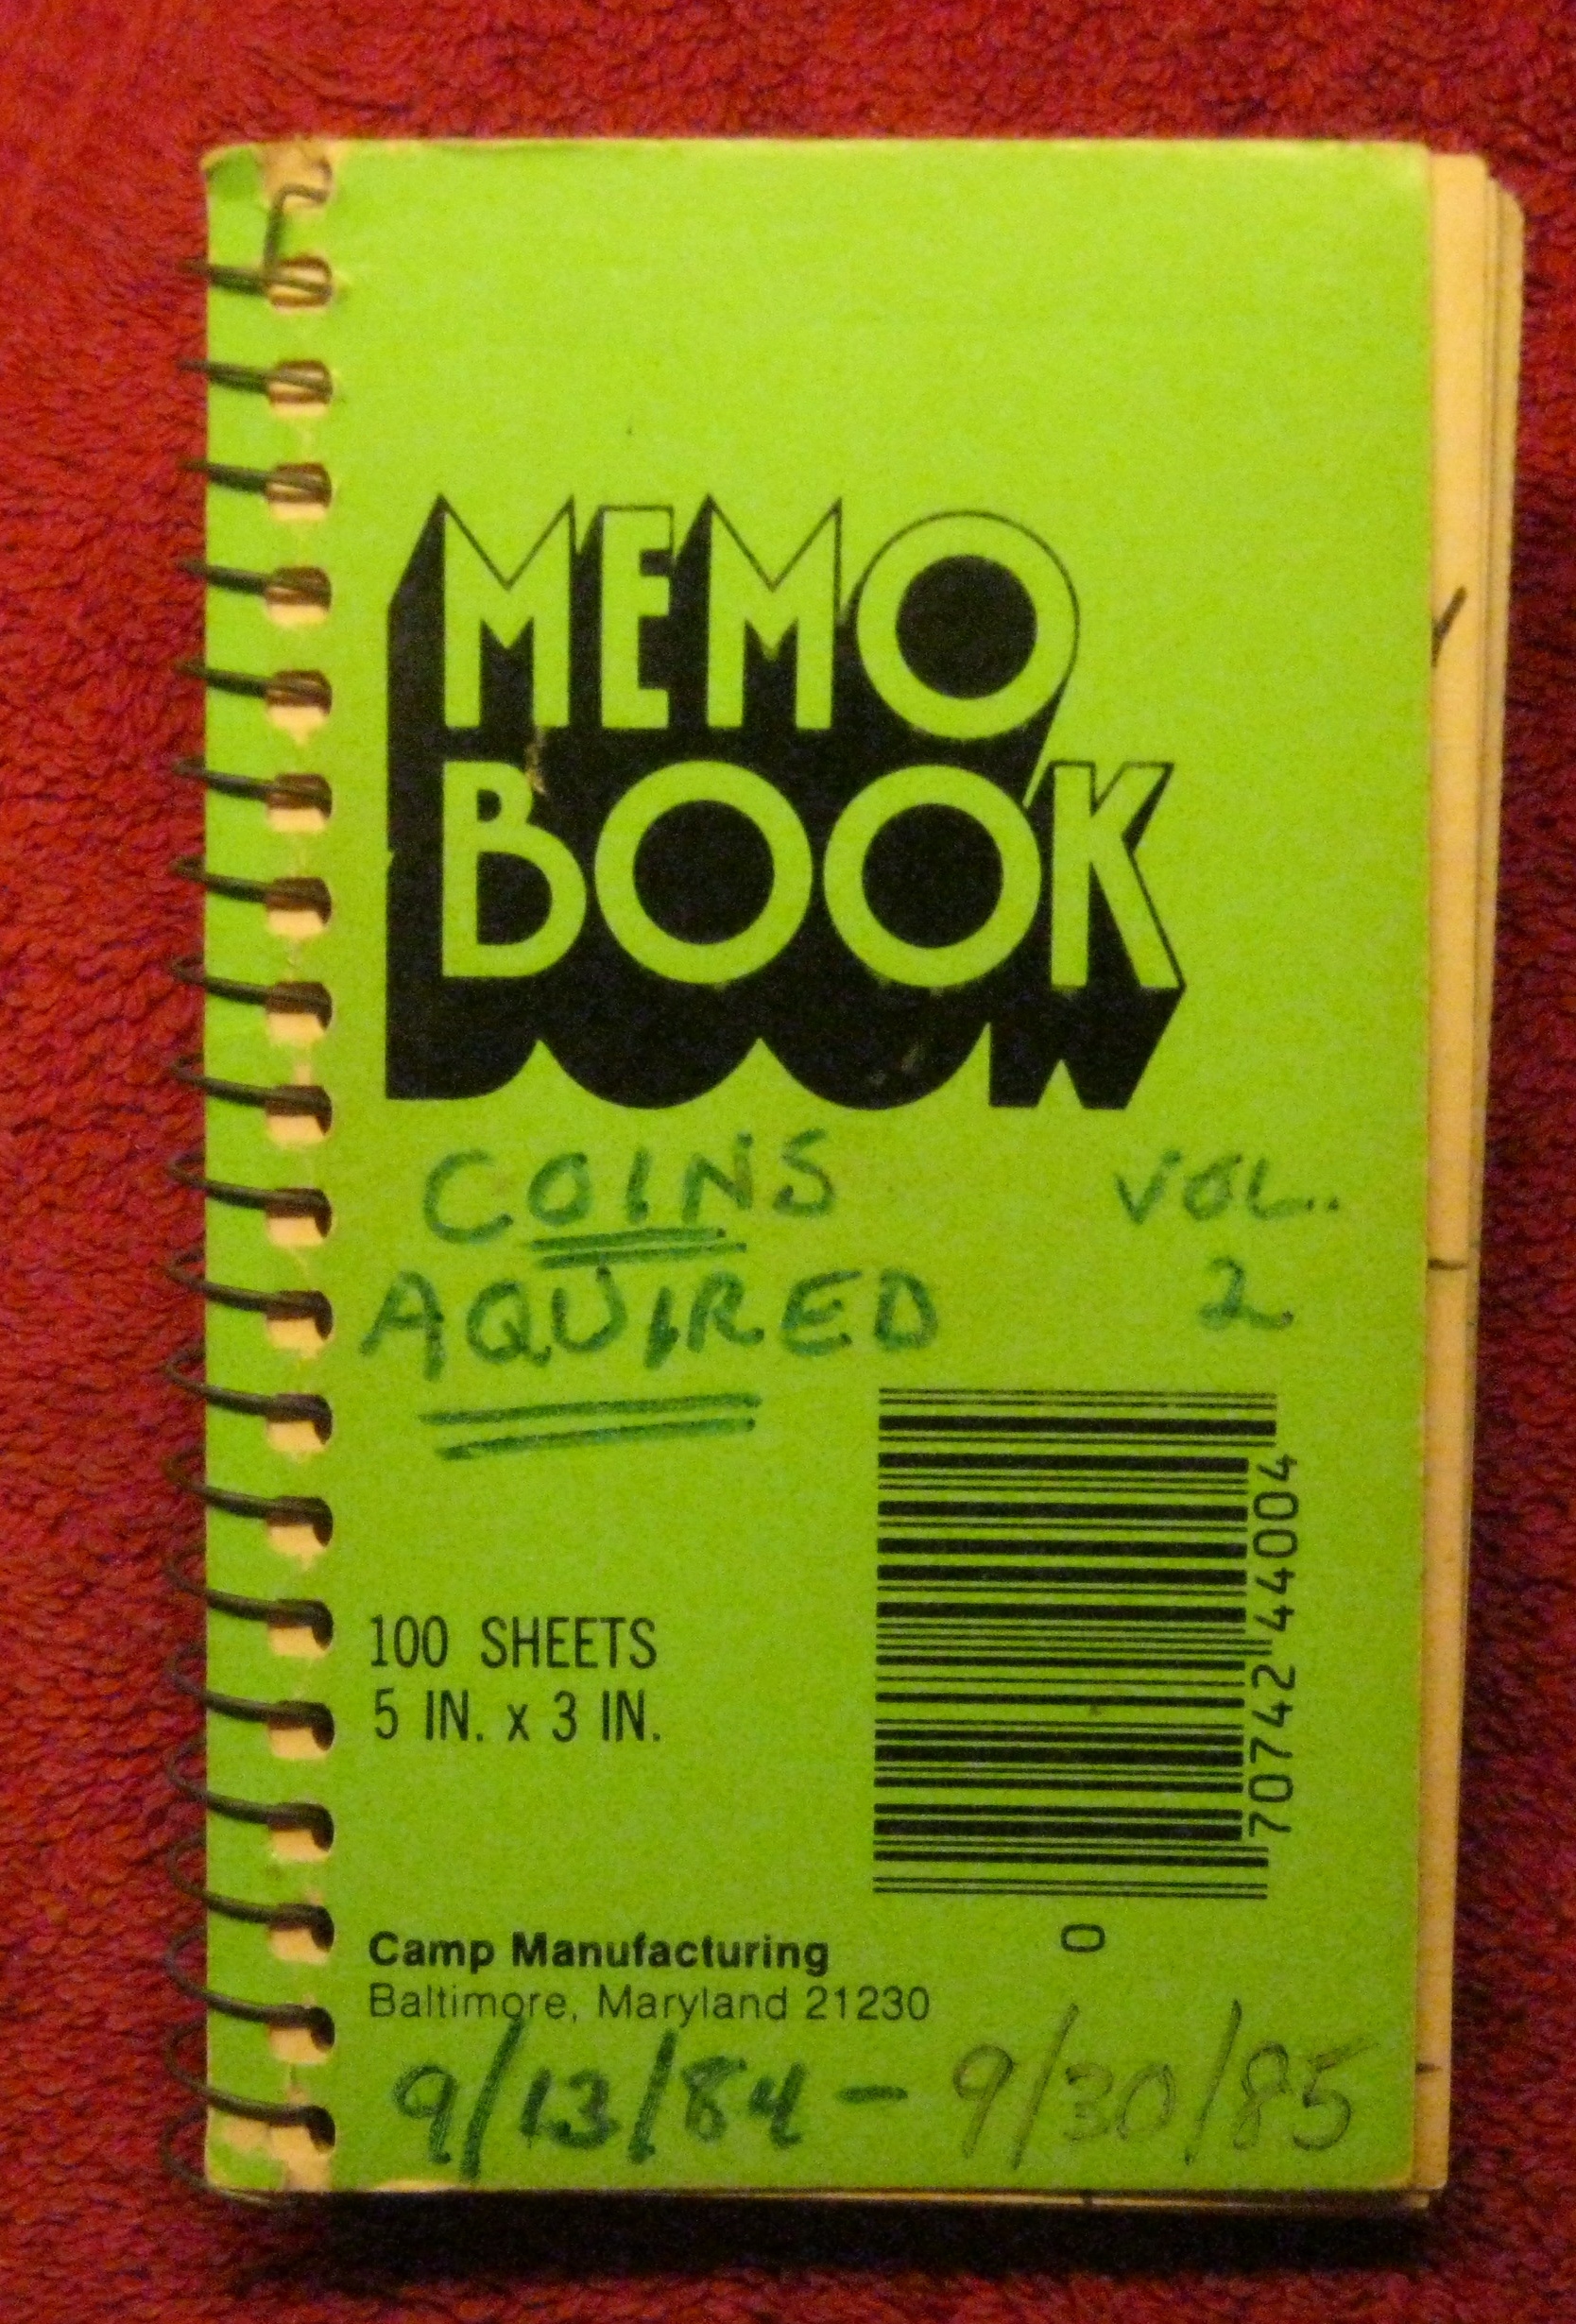 MEMO
BOOK
COINS VOL.
AQUIRED 2
70742 44004
0
100 SHEETS
5 IN. x 3 IN.
Camp Manufacturing
Baltimore, Maryland 21230
9/13/84 - 9/30/85